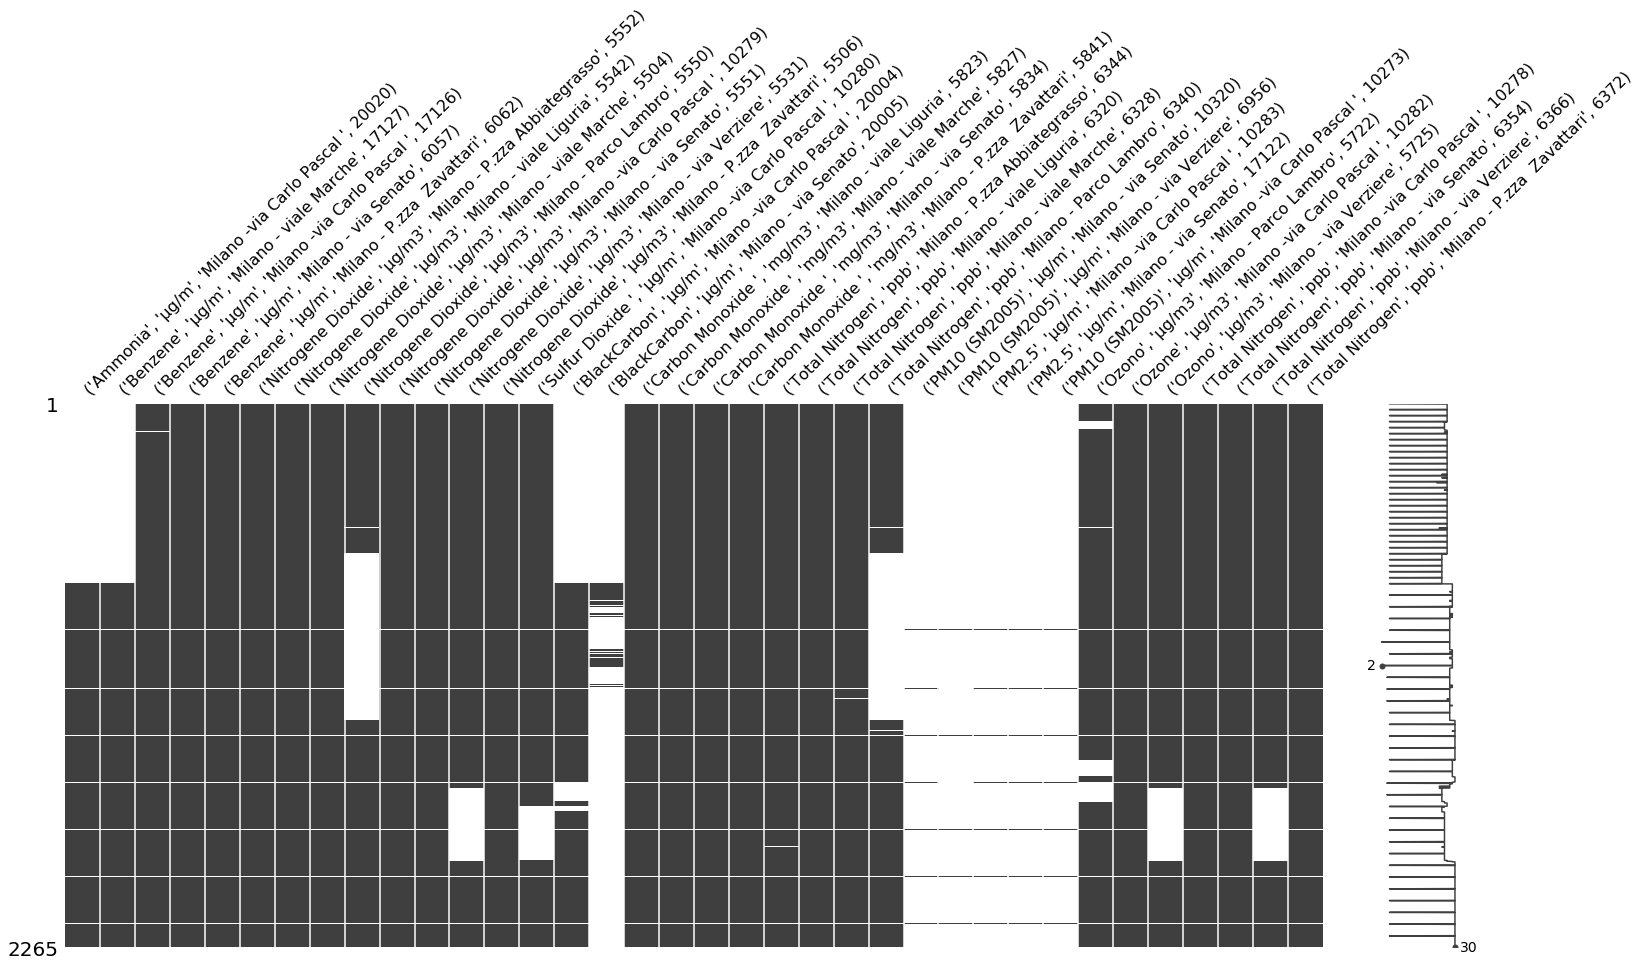 ('Ammonia', 'µg/m³', 'Milano -via Carlo Pascal ', 20020)
('Benzene', 'µg/m³', 'Milano - viale Marche', 17127)
('Benzene', 'µg/m³', 'Milano -via Carlo Pascal ', 17126)
('Benzene', 'µg/m³', 'Milano - via Senato', 6057)
('Benzene', 'µg/m³', 'Milano - P.zza  Zavattari', 6062)
('Nitrogene Dioxide', 'µg/m3', 'Milano - P.zza Abbiategrasso', 5552)
('Nitrogene Dioxide', 'µg/m3', 'Milano - viale Liguria', 5542)
('Nitrogene Dioxide', 'µg/m3', 'Milano - viale Marche', 5504)
('Nitrogene Dioxide', 'µg/m3', 'Milano - Parco Lambro', 5550)
('Nitrogene Dioxide', 'µg/m3', 'Milano -via Carlo Pascal ', 10279)
('Nitrogene Dioxide', 'µg/m3', 'Milano - via Senato', 5551)
('Nitrogene Dioxide', 'µg/m3', 'Milano - via Verziere', 5531)
('Nitrogene Dioxide', 'µg/m3', 'Milano - P.zza  Zavattari', 5506)
('Sulfur Dioxide', 'µg/m³', 'Milano -via Carlo Pascal ', 10280)
('BlackCarbon', 'µg/m³', 'Milano -via Carlo Pascal ', 20004)
('BlackCarbon', 'µg/m³', 'Milano - via Senato', 20005)
('Carbon Monoxide', 'mg/m3', 'Milano - viale Liguria', 5823)
('Carbon Monoxide', 'mg/m3', 'Milano - viale Marche', 5827)
('Carbon Monoxide', 'mg/m3', 'Milano - via Senato', 5834)
('Carbon Monoxide', 'mg/m3', 'Milano - P.zza  Zavattari', 5841)
('Total Nitrogen', 'ppb', 'Milano - P.zza Abbiategrasso', 6344)
('Total Nitrogen', 'ppb', 'Milano - viale Liguria', 6320)
('Total Nitrogen', 'ppb', 'Milano - viale Marche', 6328)
('Total Nitrogen', 'ppb', 'Milano - Parco Lambro', 6340)
('PM10 (SM2005)', 'µg/m³', 'Milano - via Senato', 10320)
('PM10 (SM2005)', 'µg/m³', 'Milano - via Verziere', 6956)
('PM2.5', 'µg/m³', 'Milano -via Carlo Pascal ', 10283)
('PM2.5', 'µg/m³', 'Milano - via Senato', 17122)
('PM10 (SM2005)', 'µg/m³', 'Milano -via Carlo Pascal ', 10273)
('Ozono', 'µg/m3', 'Milano - Parco Lambro', 5722)
('Ozone', 'µg/m3', 'Milano -via Carlo Pascal ', 10282)
('Ozono', 'µg/m3', 'Milano - via Verziere', 5725)
('Total Nitrogen', 'ppb', 'Milano -via Carlo Pascal ', 10278)
('Total Nitrogen', 'ppb', 'Milano - via Senato', 6354)
('Total Nitrogen', 'ppb', 'Milano - via Verziere', 6366)
('Total Nitrogen', 'ppb', 'Milano - P.zza  Zavattari', 6372)
1
2
2265
30